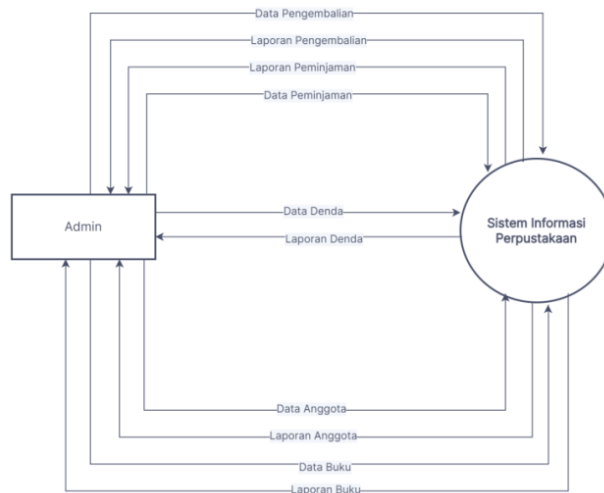 Data Pengembalian
Laporan Pengembalian
Laporan Peminjaman
Data Peminjaman
Admin
Data Denda
Laporan Denda
Sistem Informasi
Perpustakaan
Data Anggota
Laporan Anggota
Data Buku
Laporan Buku